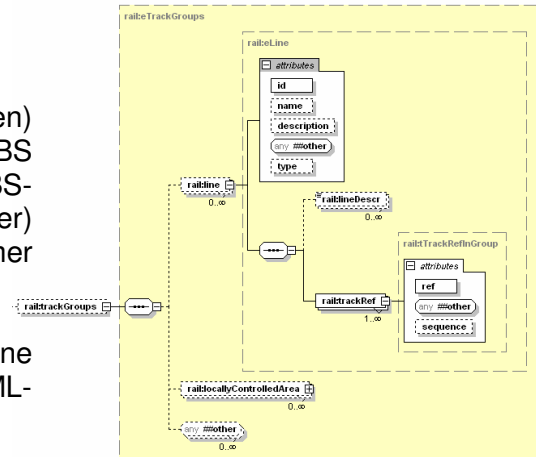 rail:eTrackGroups
rail:eLine
attributes
id
name
description
any ##other
type
en)
BS
BS-
er)
ner
rail:line
0..∞
rail:lineDescr
0..∞
rail:tTrackRefInGroup
attributes
ref
any ##other
sequence
rail:trackGroups
rail:trackRef
1..∞
ne
ML-
rail:locallyControlledArea
0..∞
any ##other
0..∞